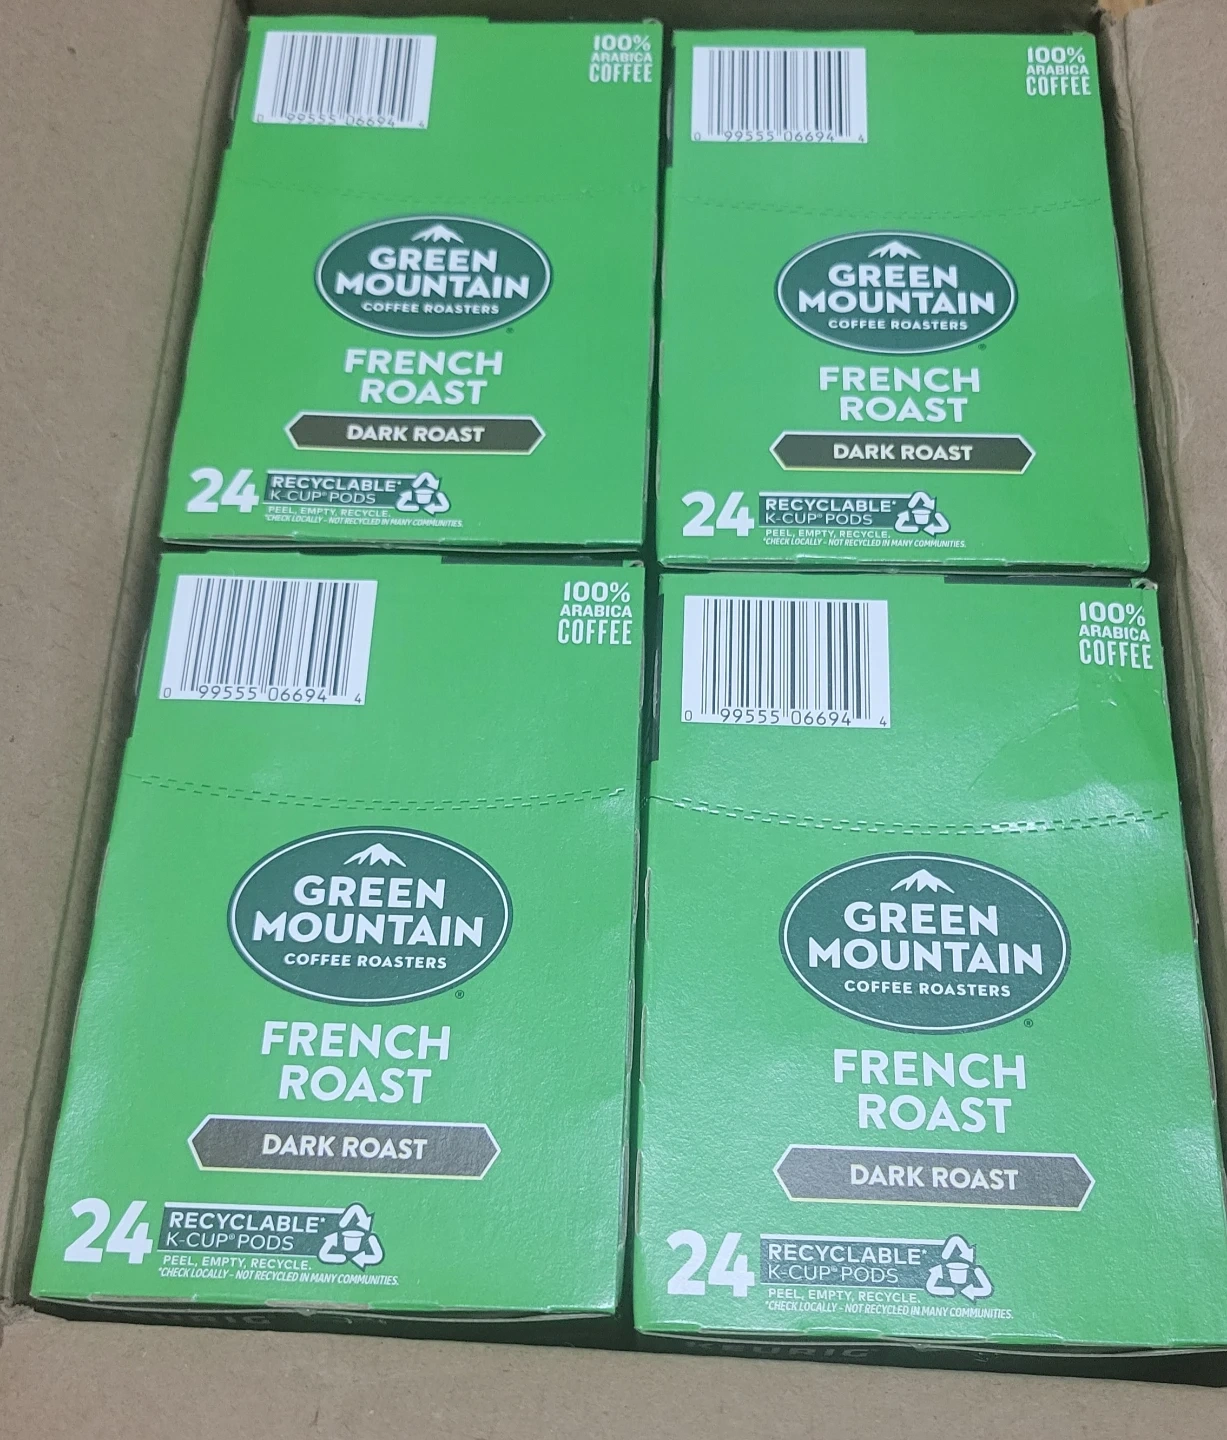 100%
ARABICA
COFFEE
0 99555 06694 4
GREEN
MOUNTAIN
COFFEE ROASTERS
®
FRENCH
ROAST
DARK ROAST
24 RECYCLABLE*
K-CUP® PODS
PEEL, EMPTY, RECYCLE.
*CHECK LOCALLY - NOT RECYCLED IN MANY COMMUNITIES.
100%
ARABICA
COFFEE
0 99555 06694 4
GREEN
MOUNTAIN
COFFEE ROASTERS
®
FRENCH
ROAST
DARK ROAST
24 RECYCLABLE*
K-CUP® PODS
PEEL, EMPTY, RECYCLE.
*CHECK LOCALLY - NOT RECYCLED IN MANY COMMUNITIES.
100%
ARABICA
COFFEE
0 99555 06694 4
GREEN
MOUNTAIN
COFFEE ROASTERS
®
FRENCH
ROAST
DARK ROAST
24 RECYCLABLE*
K-CUP® PODS
PEEL, EMPTY, RECYCLE.
*CHECK LOCALLY - NOT RECYCLED IN MANY COMMUNITIES.
100%
ARABICA
COFFEE
0 99555 06694 4
GREEN
MOUNTAIN
COFFEE ROASTERS
®
FRENCH
ROAST
DARK ROAST
24 RECYCLABLE*
K-CUP® PODS
PEEL, EMPTY, RECYCLE.
*CHECK LOCALLY - NOT RECYCLED IN MANY COMMUNITIES.
KEURIG